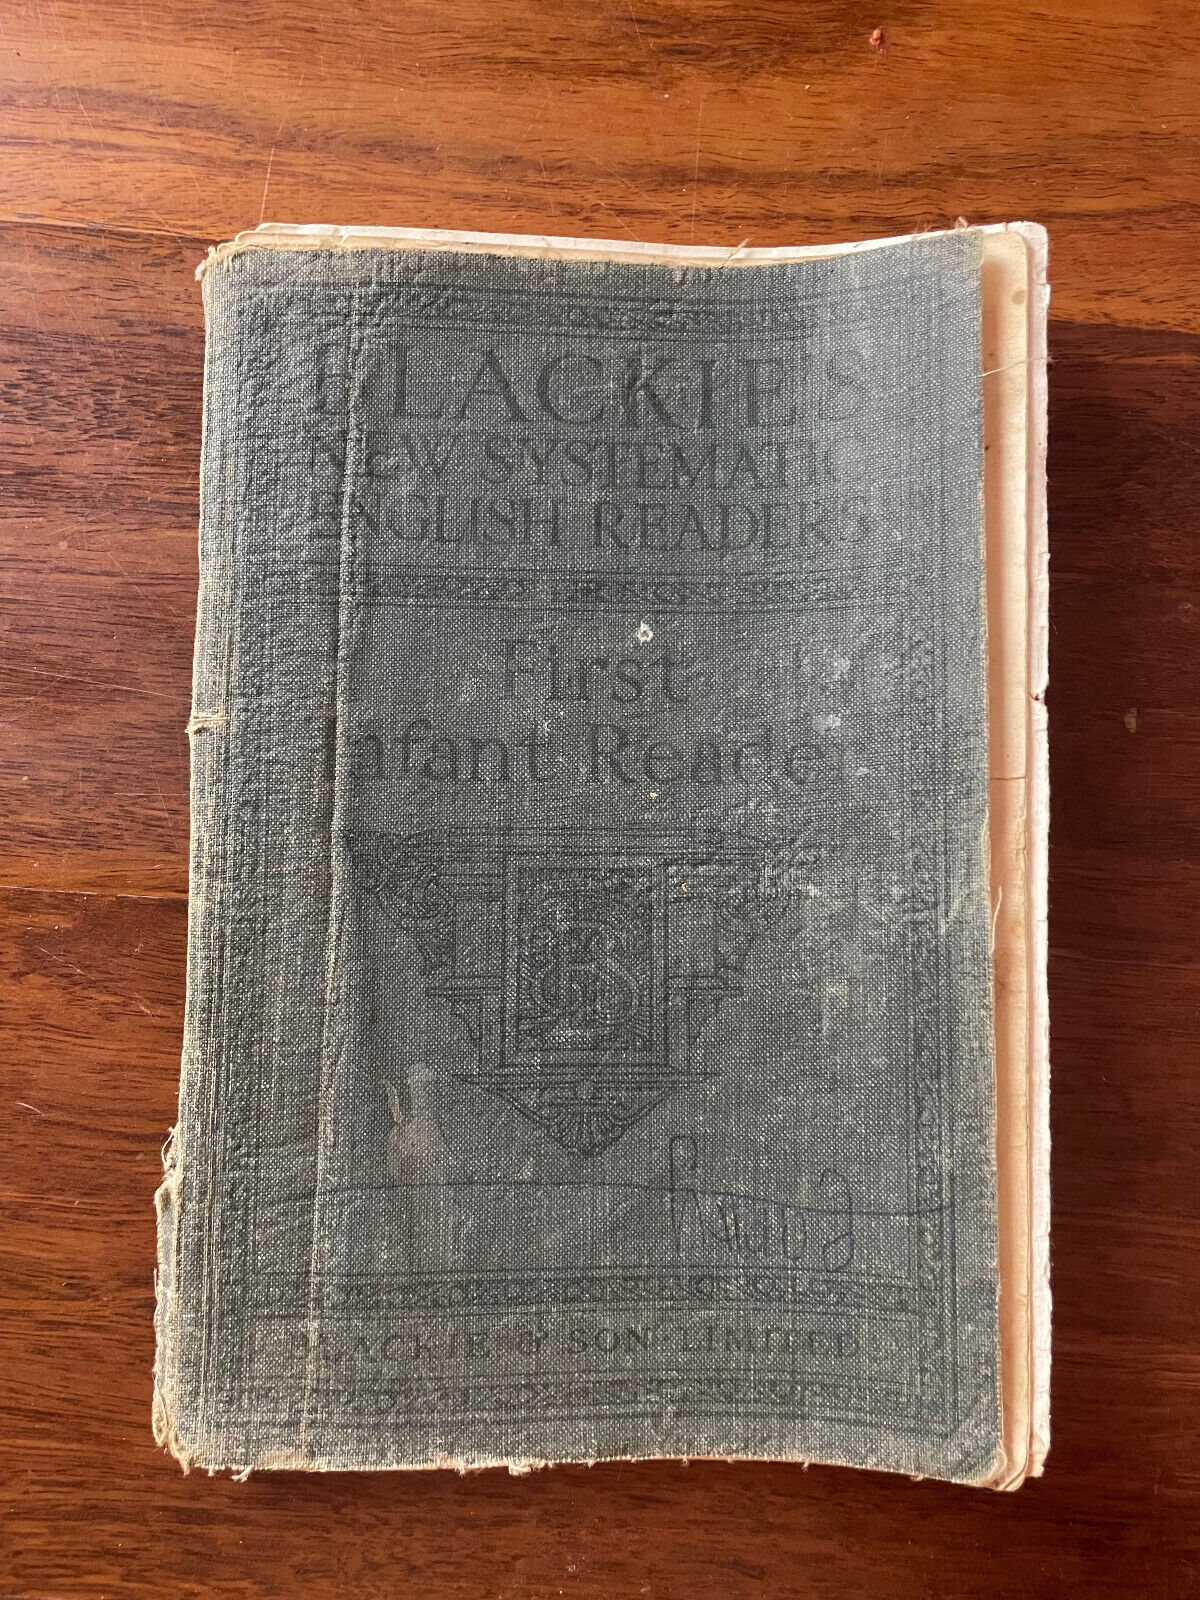 BLACKIE'S
NEW SYSTEMATIC
ENGLISH READERS
First
Infant Reader
BLACKIE & SON · LIMITED